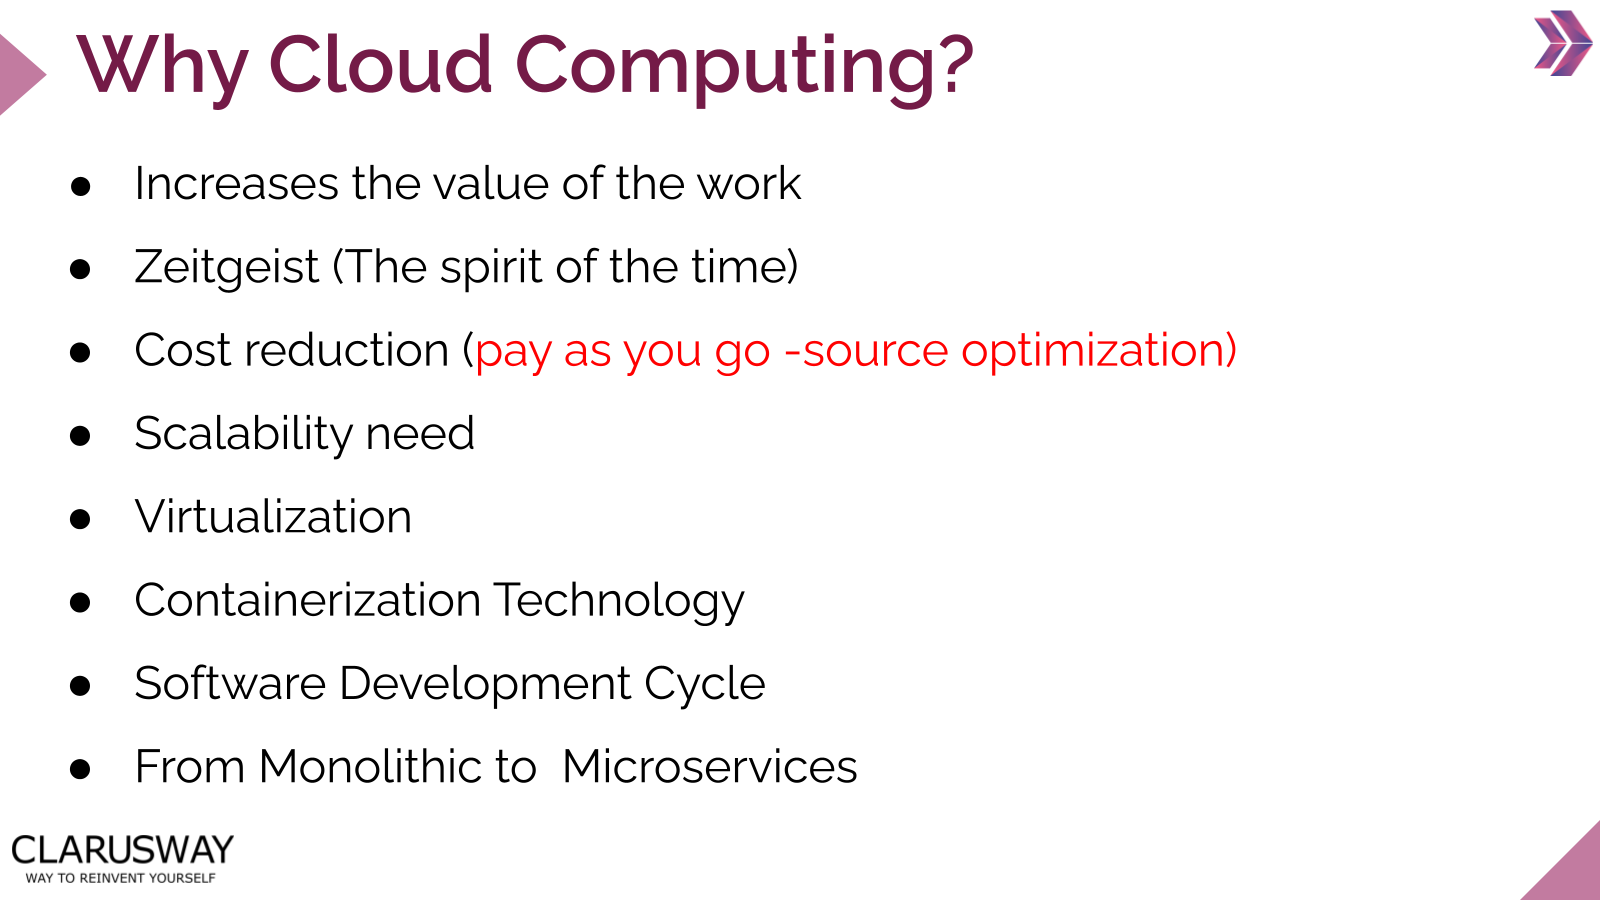 Why Cloud Computing?
● Increases the value of the work
● Zeitgeist (The spirit of the time)
● Cost reduction (pay as you go -source optimization)
● Scalability need
● Virtualization
● Containerization Technology
● Software Development Cycle
● From Monolithic to  Microservices
CLARUSWAY
WAY TO REINVENT YOURSELF